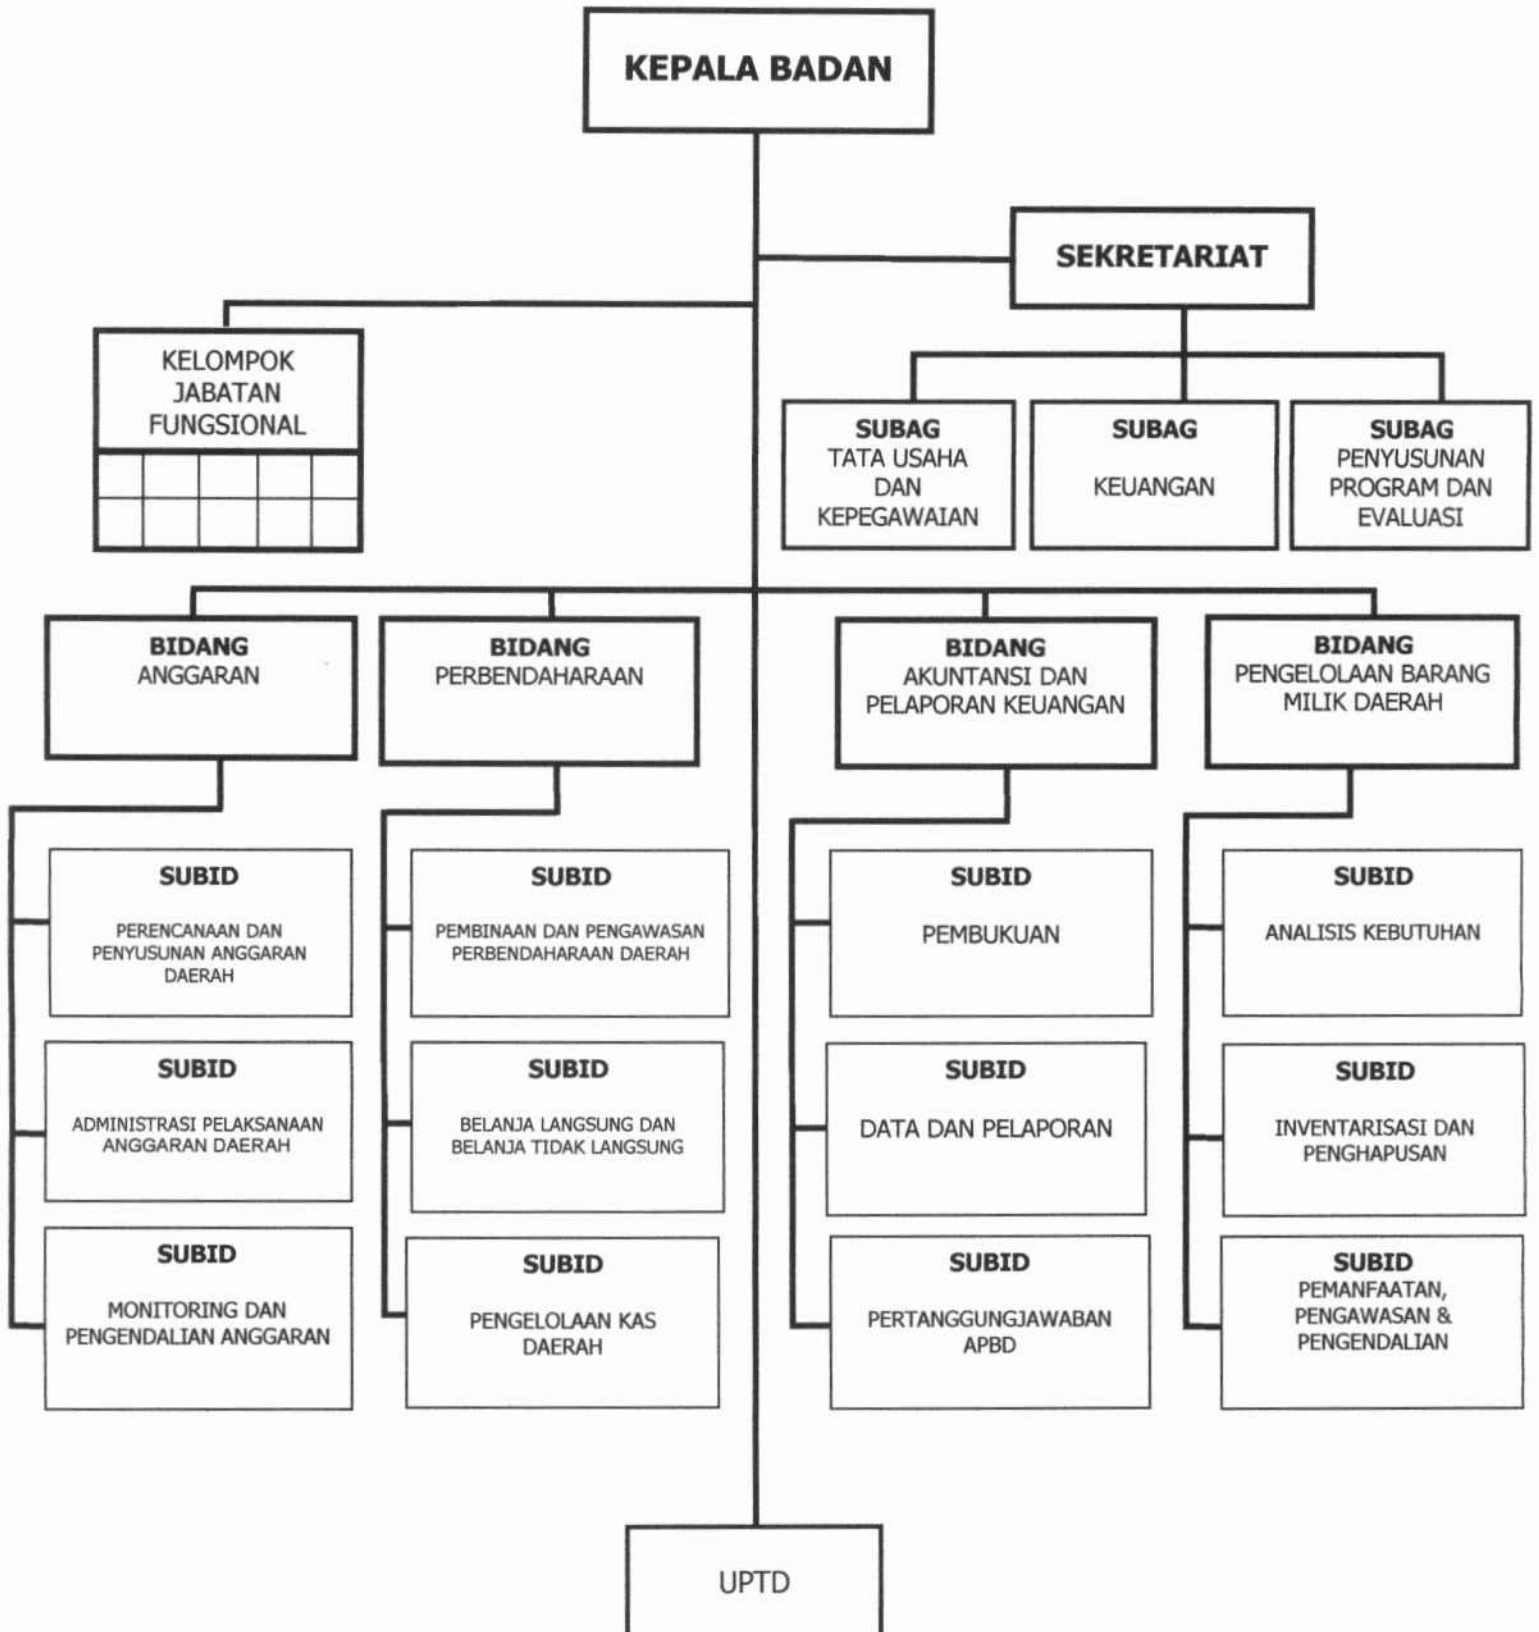 KEPALA BADAN
SEKRETARIAT
KELOMPOK
JABATAN
FUNGSIONAL
SUBAG
TATA USAHA
DAN
KEPEGAWAIAN
SUBAG
KEUANGAN
SUBAG
PENYUSUNAN
PROGRAM DAN
EVALUASI
BIDANG
ANGGARAN
BIDANG
PERBENDAHARAAN
BIDANG
AKUNTANSI DAN
PELAPORAN KEUANGAN
BIDANG
PENGELOLAAN BARANG
MILIK DAERAH
SUBID
PERENCANAAN DAN
PENYUSUNAN ANGGARAN
DAERAH
SUBID
PEMBINAAN DAN PENGAWASAN
PERBENDAHARAAN DAERAH
SUBID
PEMBUKUAN
SUBID
ANALISIS KEBUTUHAN
SUBID
ADMINISTRASI PELAKSANAAN
ANGGARAN DAERAH
SUBID
BELANJA LANGSUNG DAN
BELANJA TIDAK LANGSUNG
SUBID
DATA DAN PELAPORAN
SUBID
INVENTARISASI DAN
PENGHAPUSAN
SUBID
MONITORING DAN
PENGENDALIAN ANGGARAN
SUBID
PENGELOLAAN KAS
DAERAH
SUBID
PERTANGGUNGJAWABAN
APBD
SUBID
PEMANFAATAN,
PENGAWASAN &
PENGENDALIAN
UPTD